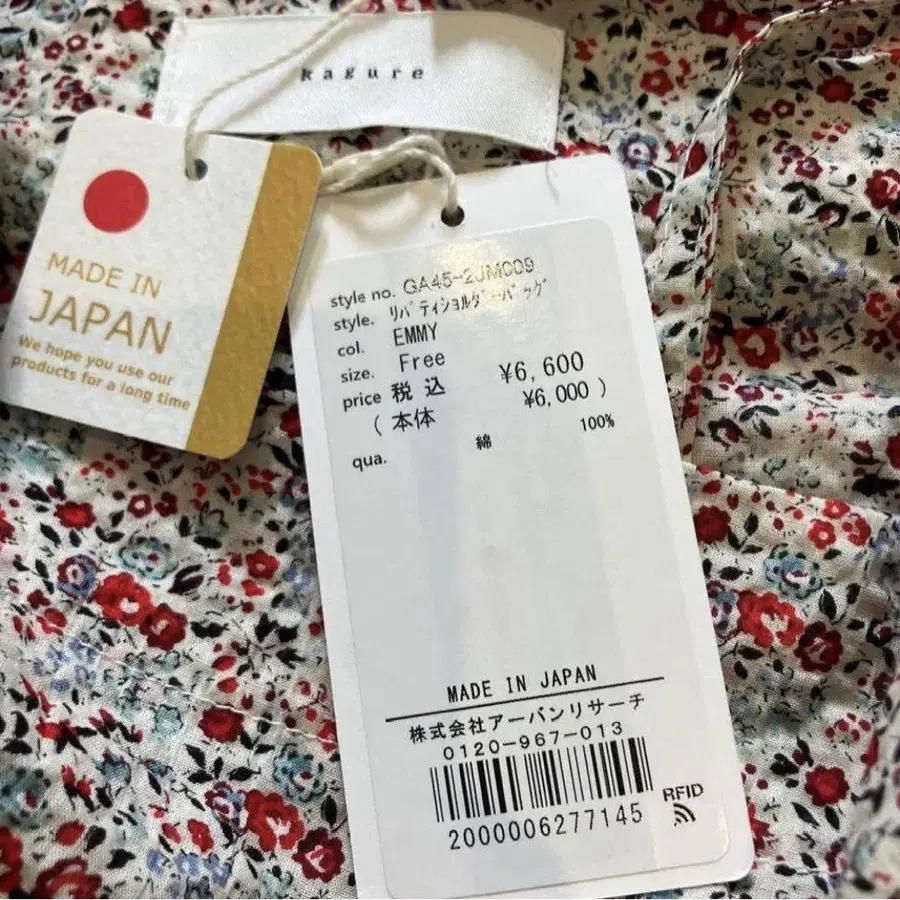 kagure
MADE IN
JAPAN
We hope you use our
products for a long time
style no. GA45-2JM009
style. ﾘﾊﾞﾃｨｼｮﾙﾀﾞｰﾊﾞｯｸﾞ
col. EMMY
size. Free
price 税込 ¥6,600
(本体 ¥6,000 )
qua. 綿 100%
MADE IN JAPAN
株式会社アーバンリサーチ
0120-967-013
2000006277145
RFID